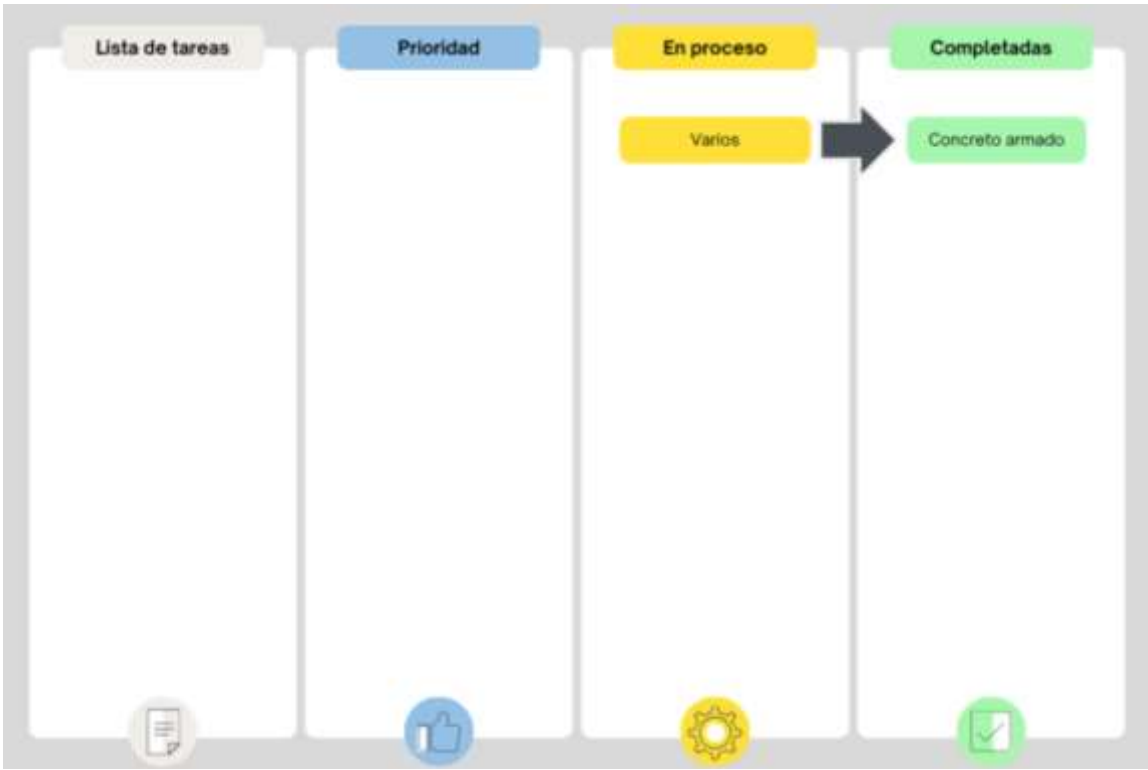 Lista de tareas
Prioridad
En proceso
Completadas
Varios
Concreto armado